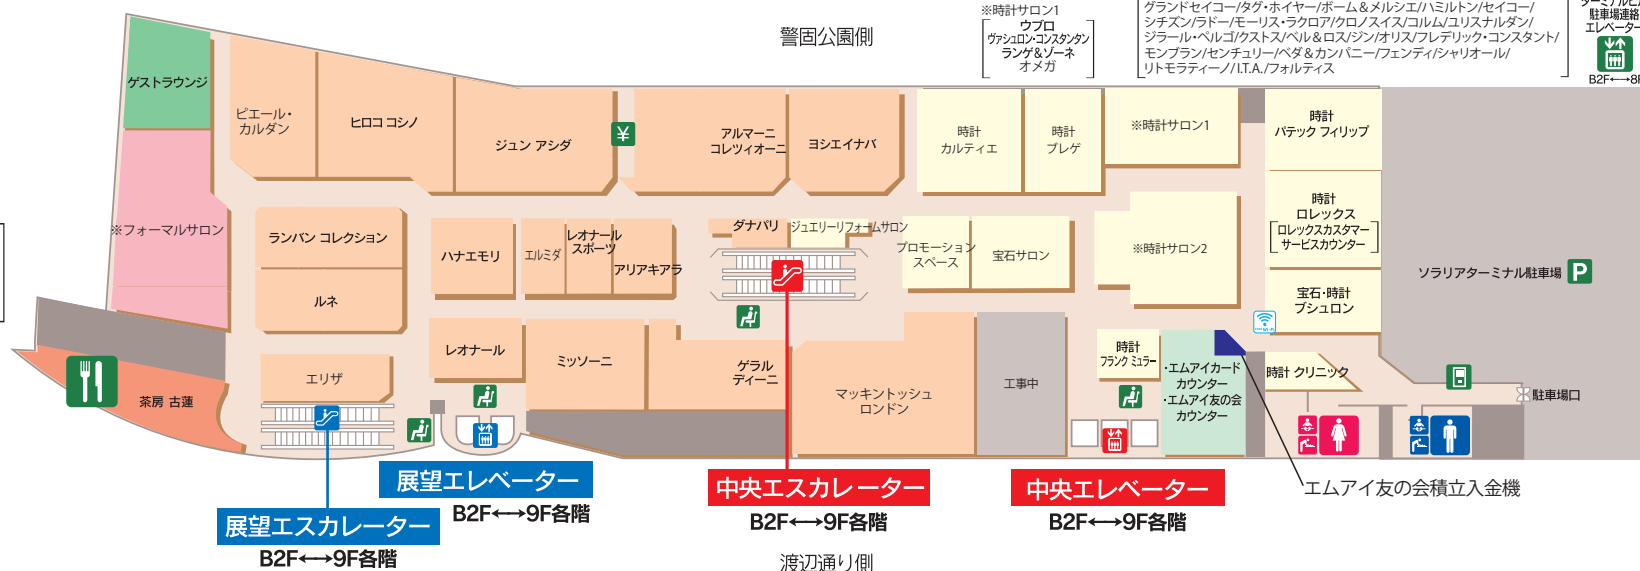 警固公園側
※時計サロン1
ウブロ
ヴァシュロン・コンスタンタン
ランゲ&ゾーネ
オメガ
グランドセイコー/タグ・ホイヤー/ボーム&メルシエ/ハミルトン/セイコー/
シチズン/ラドー/モーリス・ラクロア/クロノスイス/コルム/ユリスナルダン/
ジラール・ペルゴ/クストス/ベル&ロス/ジン/オリス/フレデリック・コンスタント/
モンブラン/センチュリー/ベダ&カンパニー/フェンディ/シャリオール/
リトモラティーノ/I.T.A./フォルティス
ターミナルビル
駐車場連絡
エレベーター
B2F⟷8F
ゲストラウンジ
ピエール・
カルダン
ヒロココシノ
ジュン アシダ
¥
アルマーニ
コレツィオーニ
ヨシエイナバ
時計
カルティエ
時計
ブレゲ
※時計サロン1
時計
パテック フィリップ
※フォーマルサロン
ランバン コレクション
ルネ
ハナエモリ
エルミダ
レオナール
スポーツ
アリアキアラ
ダナパリ
ジュエリーリフォームサロン
プロモーション
スペース
宝石サロン
※時計サロン2
時計
ロレックス
ロレックスカスタマー
サービスカウンター
宝石・時計
ブシュロン
ソラリアターミナル駐車場
P
茶房 古蓮
エリザ
レオナール
ミッソーニ
ゲラルディーニ
マッキントッシュ
ロンドン
工事中
時計
フランク ミュラー
・エムアイカード
カウンター
・エムアイ友の会
カウンター
Wi-Fi
時計 クリニック
駐車場口
展望エスカレーター
B2F⟷9F各階
展望エレベーター
B2F⟷9F各階
中央エスカレーター
B2F⟷9F各階
中央エレベーター
B2F⟷9F各階
エムアイ友の会積立入金機
渡辺通り側